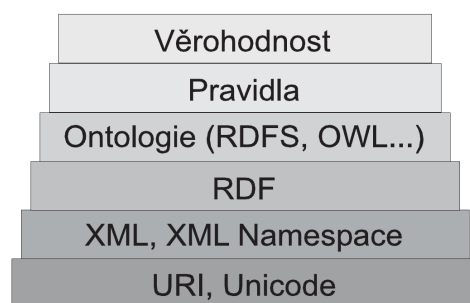 Věrohodnost
Pravidla
Ontologie (RDFS, OWL...)
RDF
XML, XML Namespace
URI, Unicode